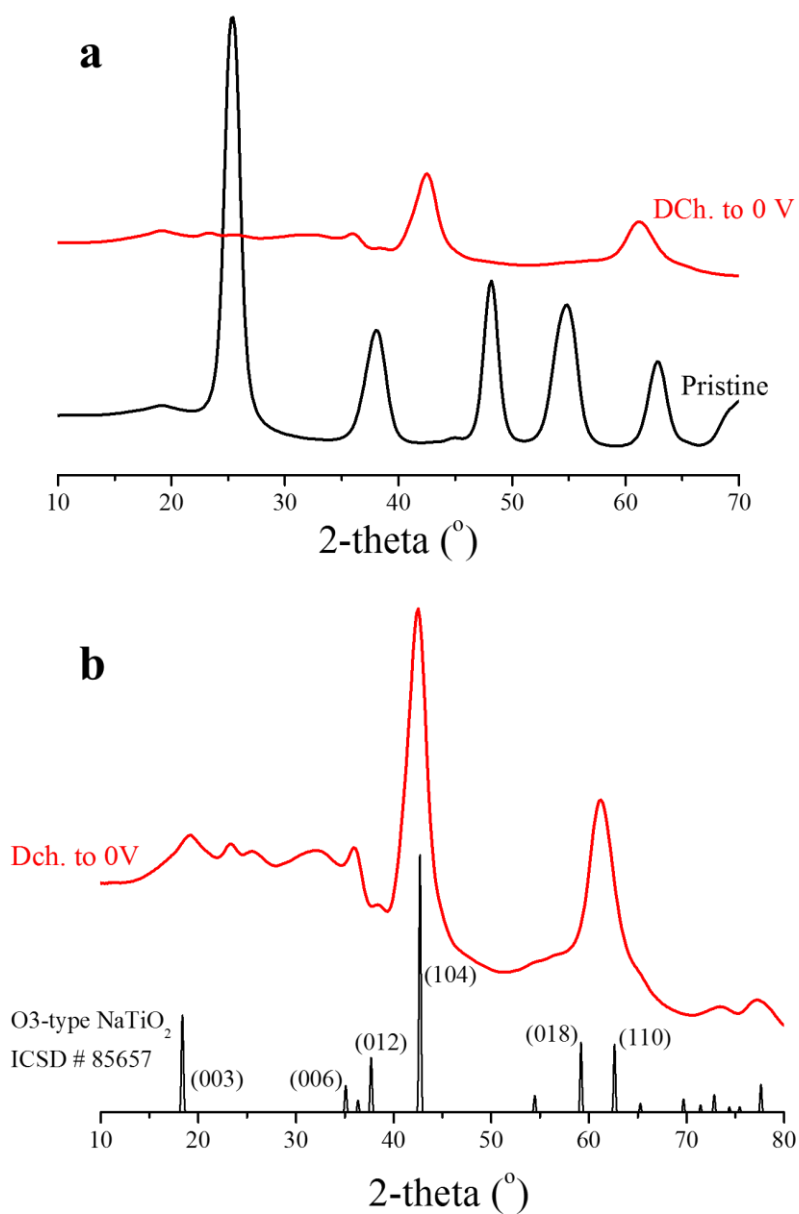 a
DCh. to 0 V
Pristine
10 20 30 40 50 60 70
2-theta (°)
b
Dch. to 0V
(104)
O3-type NaTiO₂
ICSD # 85657
(003)
(006)
(012)
(018)
(110)
10 20 30 40 50 60 70 80
2-theta (°)